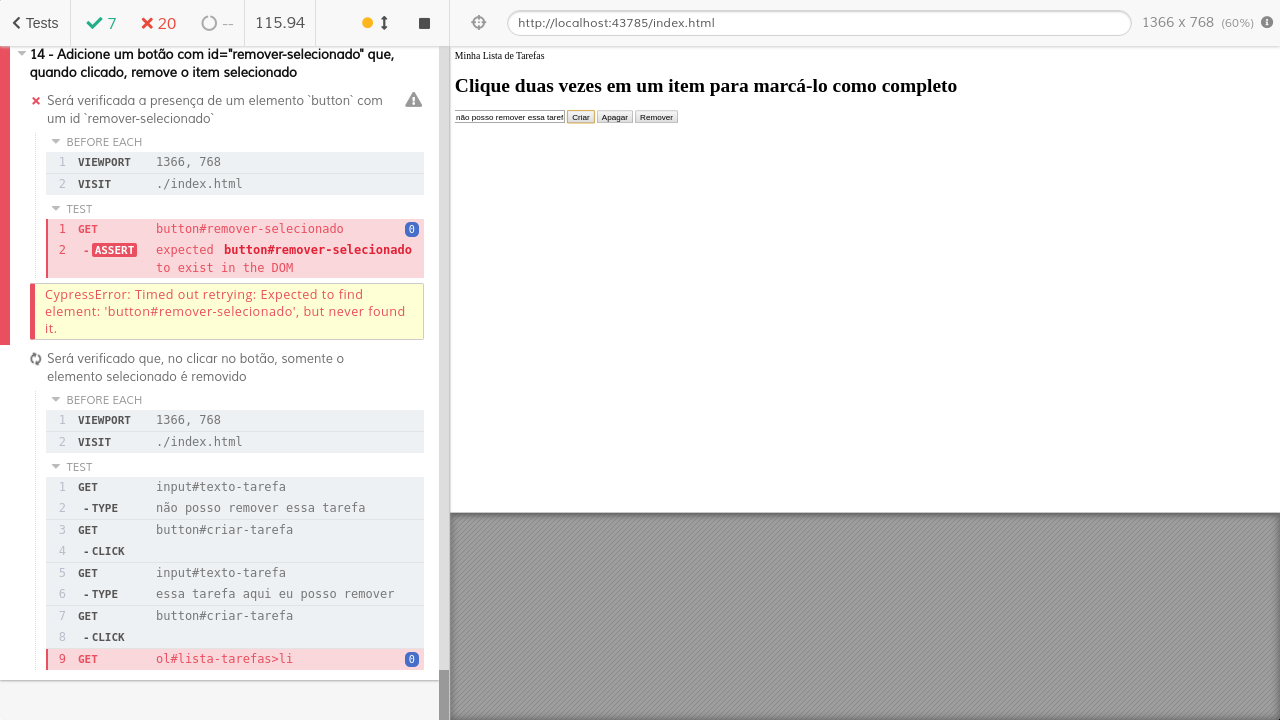 Tests 7 20 -- 115.94
14 - Adicione um botão com id="remover-selecionado" que,
quando clicado, remove o item selecionado
Será verificada a presença de um elemento `button` com
um id `remover-selecionado`
BEFORE EACH
1 VIEWPORT 1366, 768
2 VISIT ./index.html
TEST
1 GET button#remover-selecionado 0
2 - ASSERT expected button#remover-selecionado
to exist in the DOM
CypressError: Timed out retrying: Expected to find
element: 'button#remover-selecionado', but never found
it.
Será verificado que, no clicar no botão, somente o
elemento selecionado é removido
BEFORE EACH
1 VIEWPORT 1366, 768
2 VISIT ./index.html
TEST
1 GET input#texto-tarefa
2 - TYPE não posso remover essa tarefa
3 GET button#criar-tarefa
4 - CLICK
5 GET input#texto-tarefa
6 - TYPE essa tarefa aqui eu posso remover
7 GET button#criar-tarefa
8 - CLICK
9 GET ol#lista-tarefas>li 0
http://localhost:43785/index.html 1366 x 768 (60%)
Minha Lista de Tarefas
Clique duas vezes em um item para marcá-lo como completo
não posso remover essa taref Criar Apagar Remover